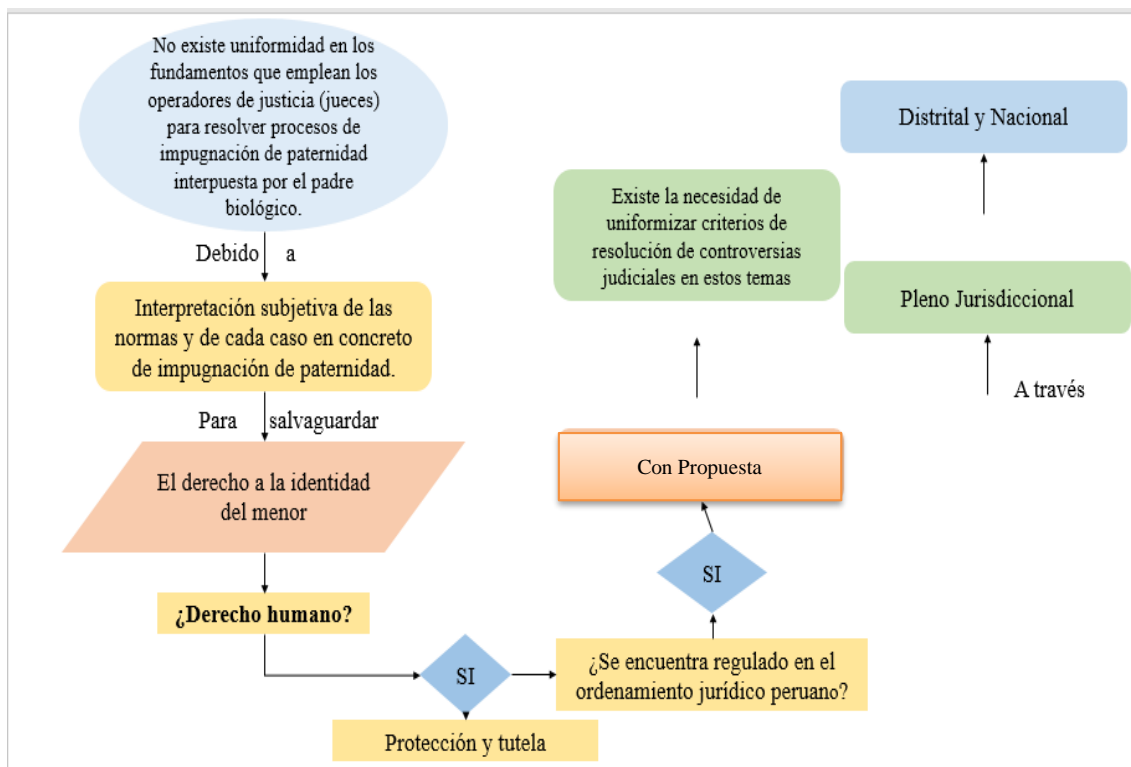 No existe uniformidad en los
fundamentos que emplean los
operadores de justicia (jueces)
para resolver procesos de
impugnación de paternidad
interpuesta por el padre
biológico.
Debido a
Interpretación subjetiva de las
normas y de cada caso en concreto
de impugnación de paternidad.
Para salvaguardar
El derecho a la identidad
del menor
¿Derecho humano?
SI
Protección y tutela
¿Se encuentra regulado en el
ordenamiento jurídico peruano?
SI
Con Propuesta
Existe la necesidad de
uniformizar criterios de
resolución de controversias
judiciales en estos temas
A través
Pleno Jurisdiccional
Distrital y Nacional